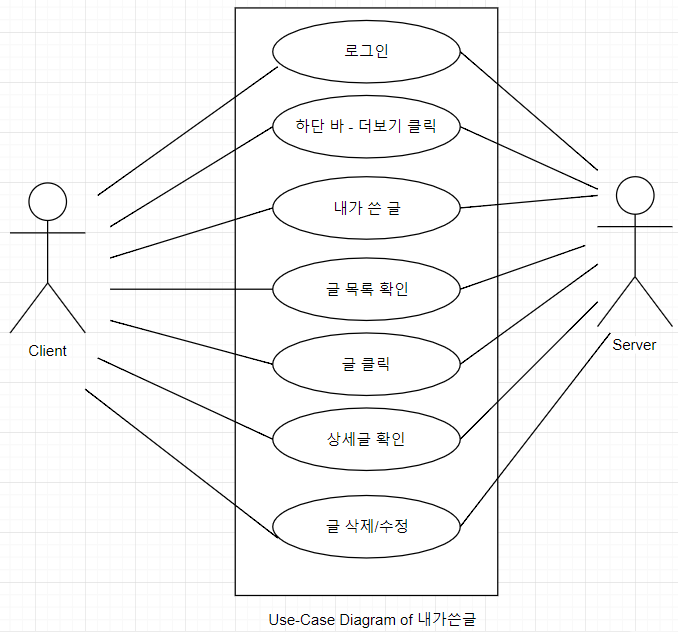 로그인
하단 바 - 더보기 클릭
내가 쓴 글
글 목록 확인
글 클릭
상세글 확인
글 삭제/수정
Client
Server
Use-Case Diagram of 내가쓴글